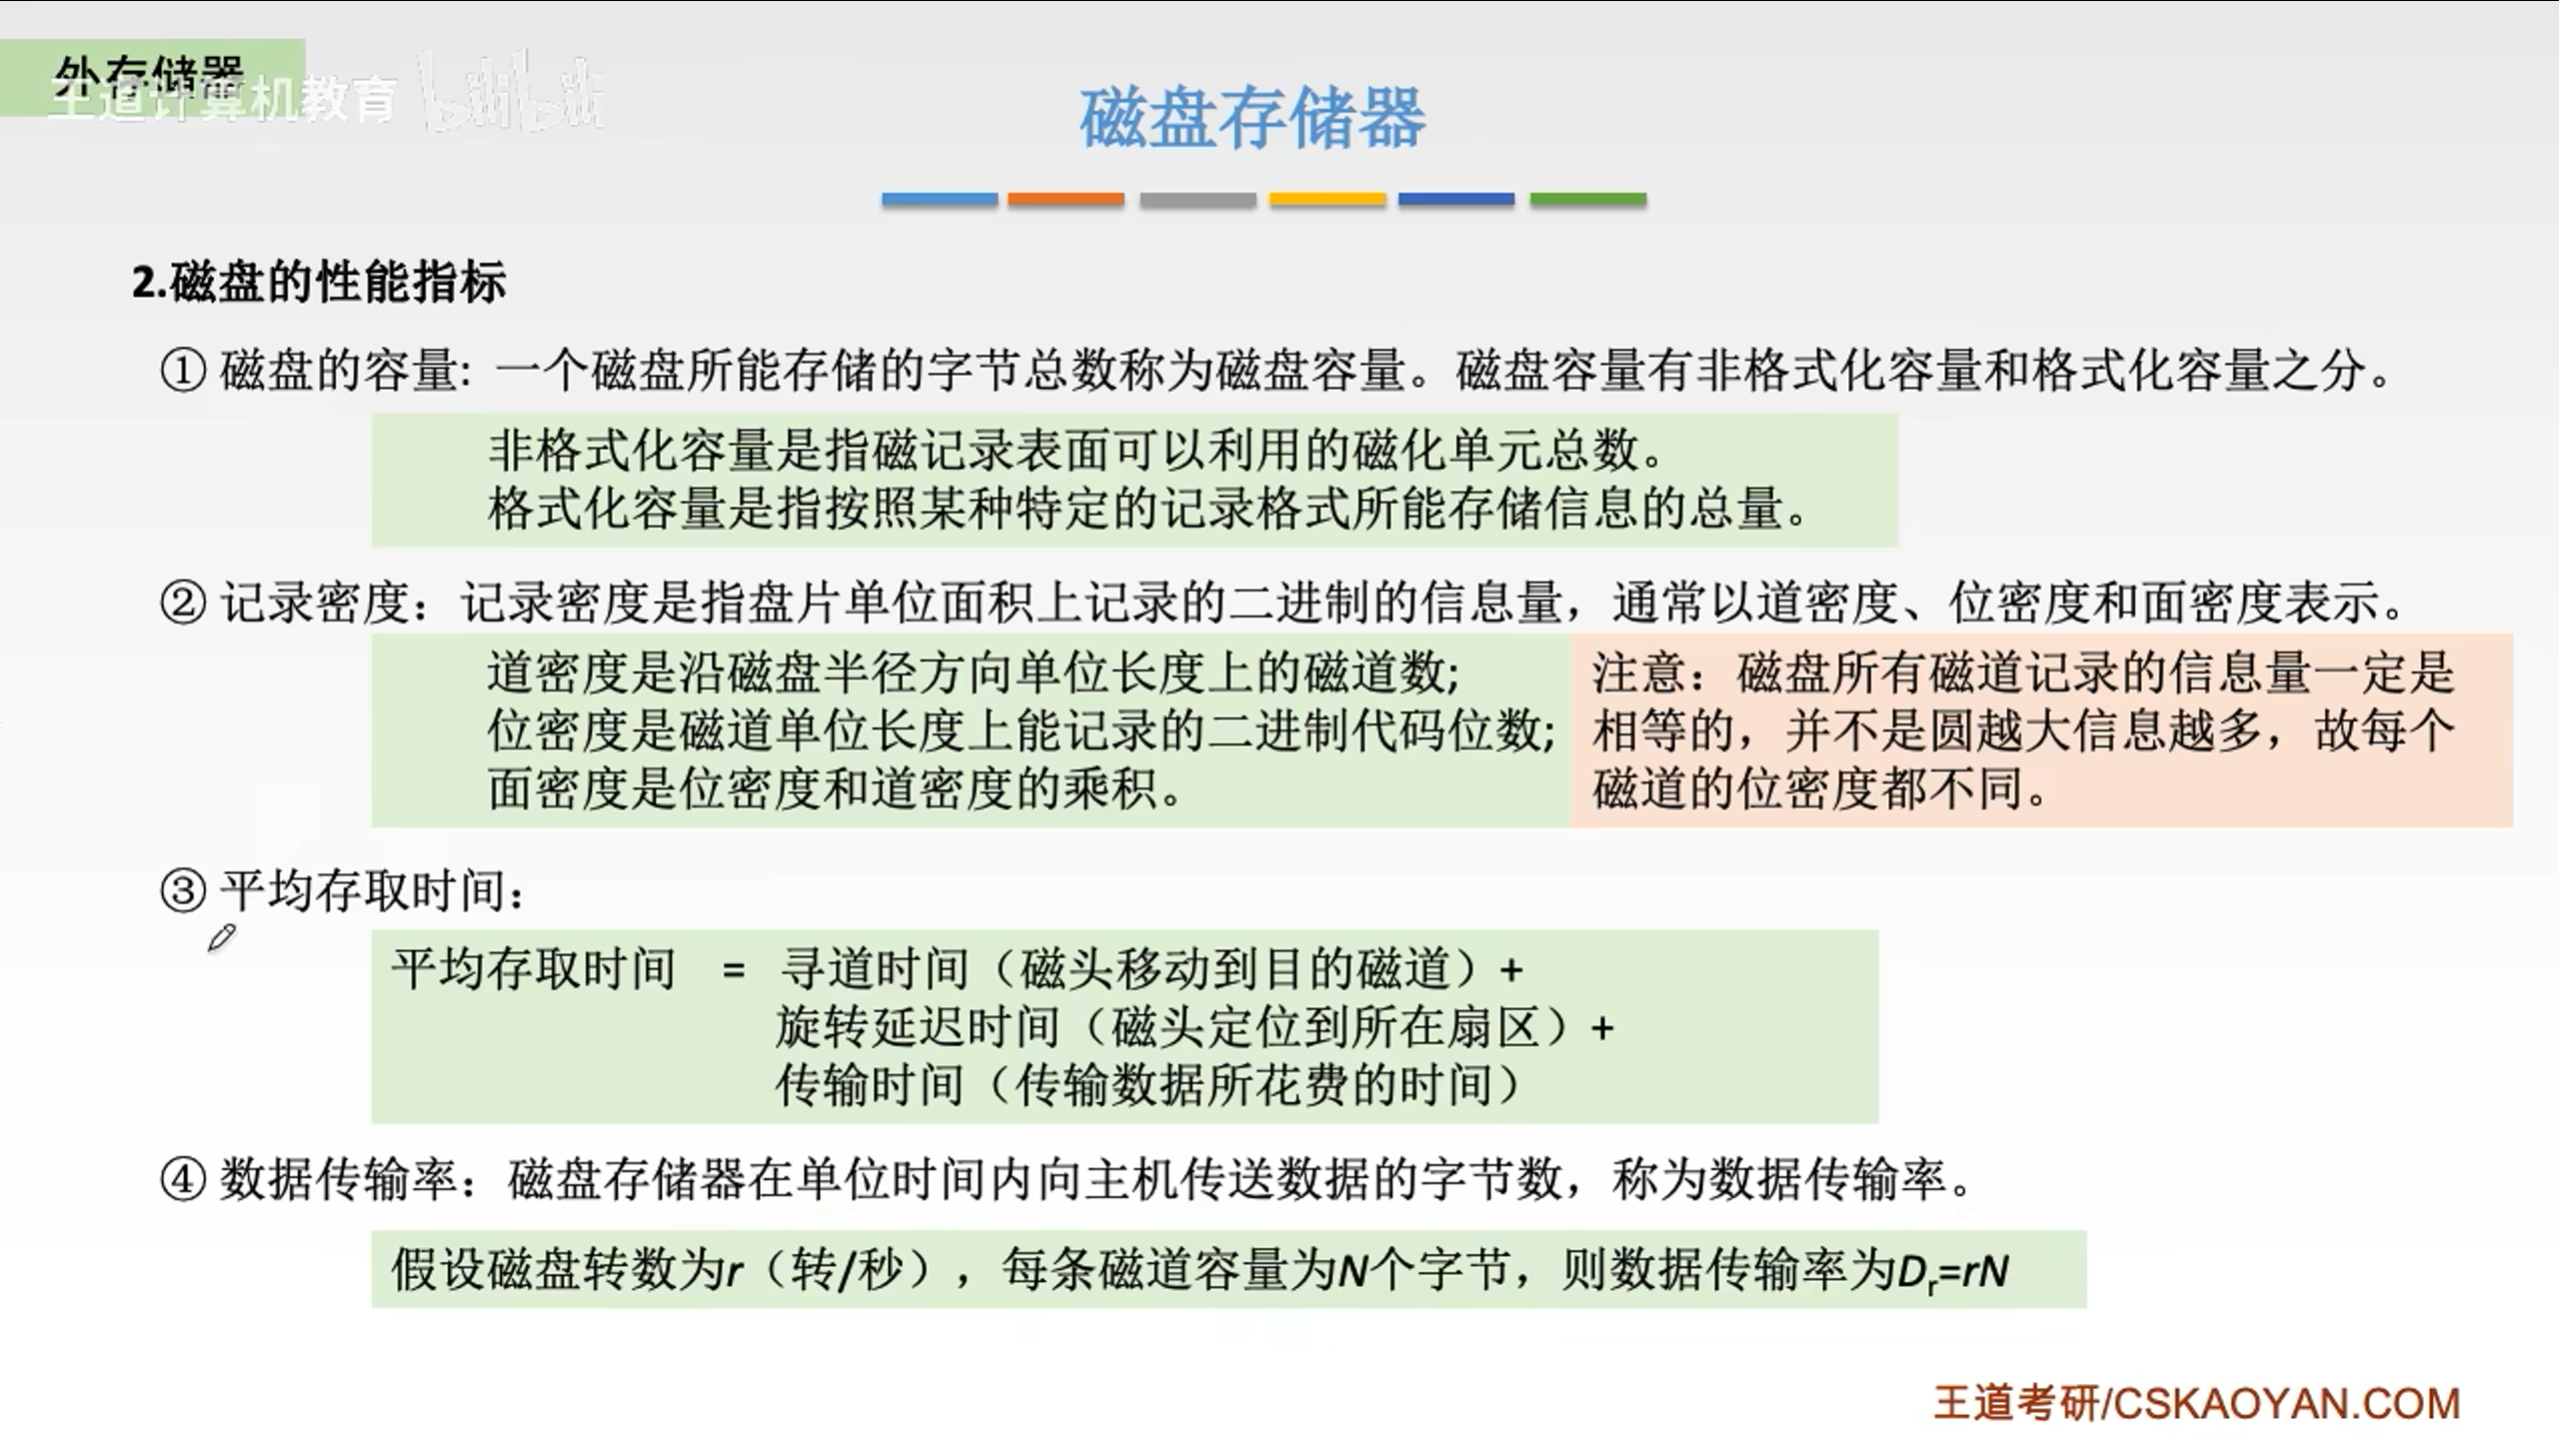 外存储器
王道计算机教育 bilibili
磁盘存储器
2.磁盘的性能指标
① 磁盘的容量：一个磁盘所能存储的字节总数称为磁盘容量。磁盘容量有非格式化容量和格式化容量之分。
非格式化容量是指磁记录表面可以利用的磁化单元总数。
格式化容量是指按照某种特定的记录格式所能存储信息的总量。
② 记录密度：记录密度是指盘片单位面积上记录的二进制的信息量，通常以道密度、位密度和面密度表示。
道密度是沿磁盘半径方向单位长度上的磁道数;
位密度是磁道单位长度上能记录的二进制代码位数;
面密度是位密度和道密度的乘积。
注意：磁盘所有磁道记录的信息量一定是
相等的，并不是圆越大信息越多，故每个
磁道的位密度都不同。
③ 平均存取时间：
平均存取时间 = 寻道时间（磁头移动到目的磁道）+
旋转延迟时间（磁头定位到所在扇区）+
传输时间（传输数据所花费的时间）
④ 数据传输率：磁盘存储器在单位时间内向主机传送数据的字节数，称为数据传输率。
假设磁盘转数为r（转/秒），每条磁道容量为N个字节，则数据传输率为Dr=rN
王道考研/CSKAOYAN.COM